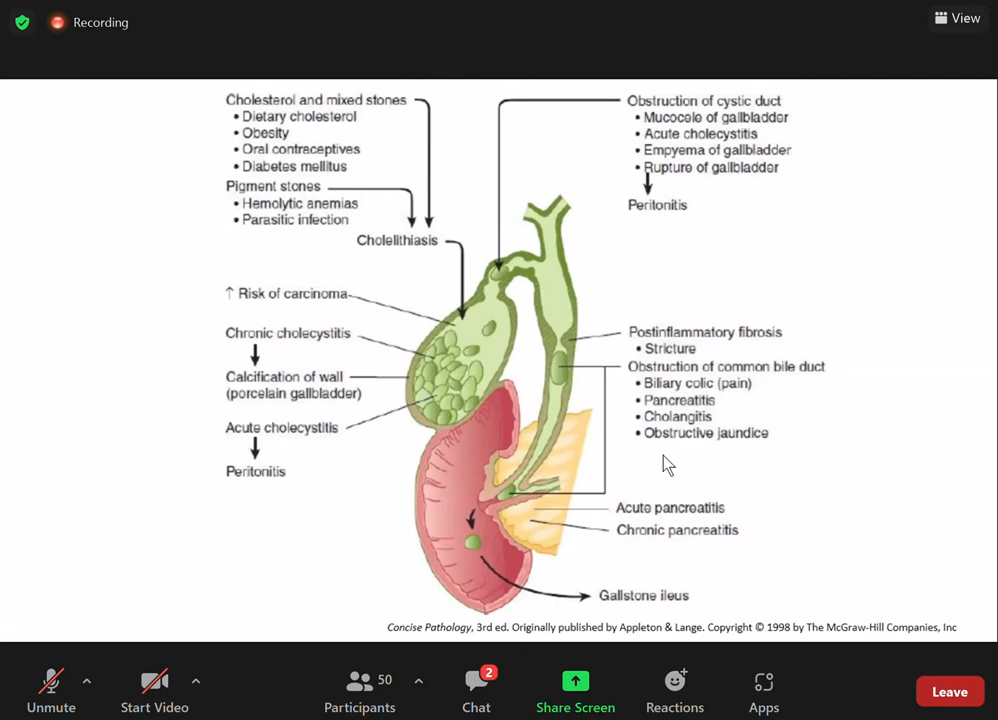 Recording
View
Cholesterol and mixed stones
• Dietary cholesterol
• Obesity
• Oral contraceptives
• Diabetes mellitus
Pigment stones
• Hemolytic anemias
• Parasitic infection
Cholelithiasis
↑ Risk of carcinoma
Chronic cholecystitis
Calcification of wall
(porcelain gallbladder)
Acute cholecystitis
Peritonitis
Obstruction of cystic duct
• Mucocele of gallbladder
• Acute cholecystitis
• Empyema of gallbladder
• Rupture of gallbladder
Peritonitis
Postinflammatory fibrosis
• Stricture
Obstruction of common bile duct
• Biliary colic (pain)
• Pancreatitis
• Cholangitis
• Obstructive jaundice
Acute pancreatitis
Chronic pancreatitis
Gallstone ileus
Concise Pathology, 3rd ed. Originally published by Appleton & Lange. Copyright © 1998 by The McGraw-Hill Companies, Inc
50
2
Unmute
Start Video
Participants
Chat
Share Screen
Reactions
Apps
Leave